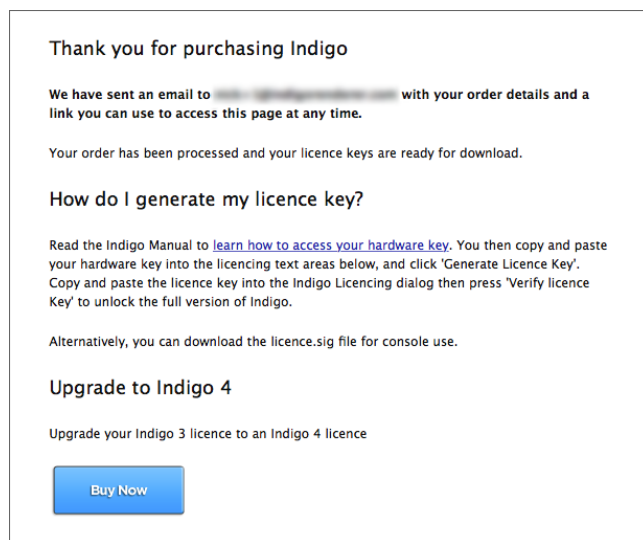 Thank you for purchasing Indigo
We have sent an email to with your order details and a
link you can use to access this page at any time.
Your order has been processed and your licence keys are ready for download.
How do I generate my licence key?
Read the Indigo Manual to learn how to access your hardware key. You then copy and paste
your hardware key into the licencing text areas below, and click 'Generate Licence Key'.
Copy and paste the licence key into the Indigo Licencing dialog then press 'Verify licence
Key' to unlock the full version of Indigo.
Alternatively, you can download the licence.sig file for console use.
Upgrade to Indigo 4
Upgrade your Indigo 3 licence to an Indigo 4 licence
Buy Now